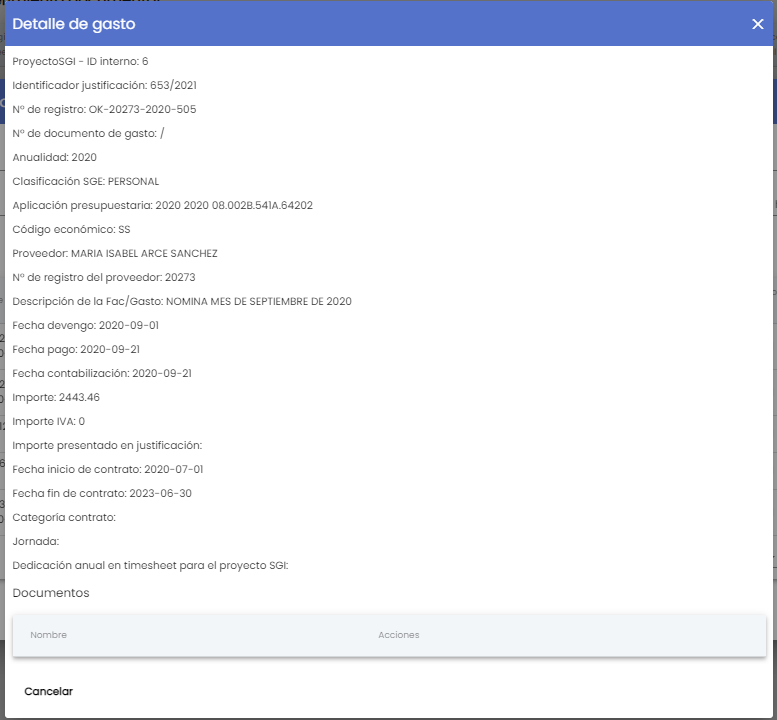 Detalle de gasto
ProyectoSGI - ID interno: 6
Identificador justificación: 653/2021
Nº de registro: OK-20273-2020-505
Nº de documento de gasto: /
Anualidad: 2020
Clasificación SGE: PERSONAL
Aplicación presupuestaria: 2020 2020 08.002B.541A.64202
Código económico: SS
Proveedor: MARIA ISABEL ARCE SANCHEZ
Nº de registro del proveedor: 20273
Descripción de la Fac/Gasto: NOMINA MES DE SEPTIEMBRE DE 2020
Fecha devengo: 2020-09-01
Fecha pago: 2020-09-21
Fecha contabilización: 2020-09-21
Importe: 2443.46
Importe IVA: 0
Importe presentado en justificación:
Fecha inicio de contrato: 2020-07-01
Fecha fin de contrato: 2023-06-30
Categoría contrato:
Jornada:
Dedicación anual en timesheet para el proyecto SGI:
Documentos
Nombre Acciones
Cancelar